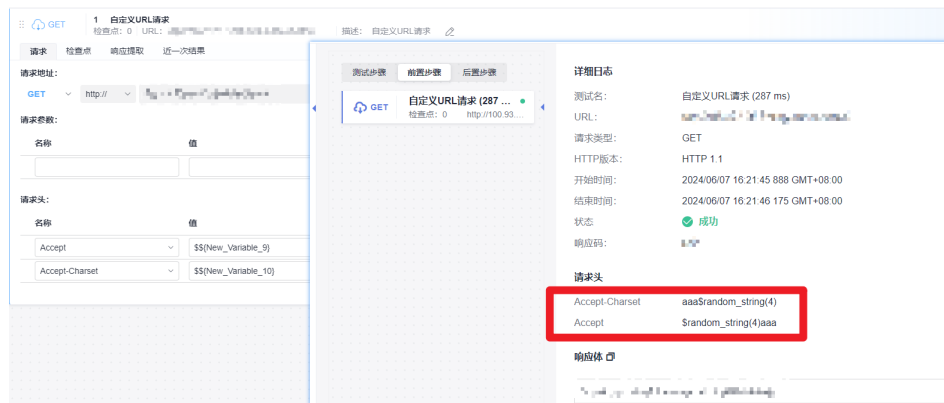 GET 1 自定义URL请求
检查点：0 URL：
描述： 自定义URL请求
请求 检查点 响应提取 近一次结果
请求地址：
GET http://
请求参数：
名称 值
请求头：
名称 值
Accept $${New_Variable_9}
Accept-Charset $${New_Variable_10}
测试步骤 前置步骤 后置步骤
GET 自定义URL请求 (287 ...
检查点：0 http://100.93....
详细日志
测试名： 自定义URL请求 (287 ms)
URL：
请求类型： GET
HTTP版本： HTTP 1.1
开始时间： 2024/06/07 16:21:45 888 GMT+08:00
结束时间： 2024/06/07 16:21:46 175 GMT+08:00
状态 成功
响应码：
请求头
Accept-Charset aaa$random_string(4)
Accept $random_string(4)aaa
响应体